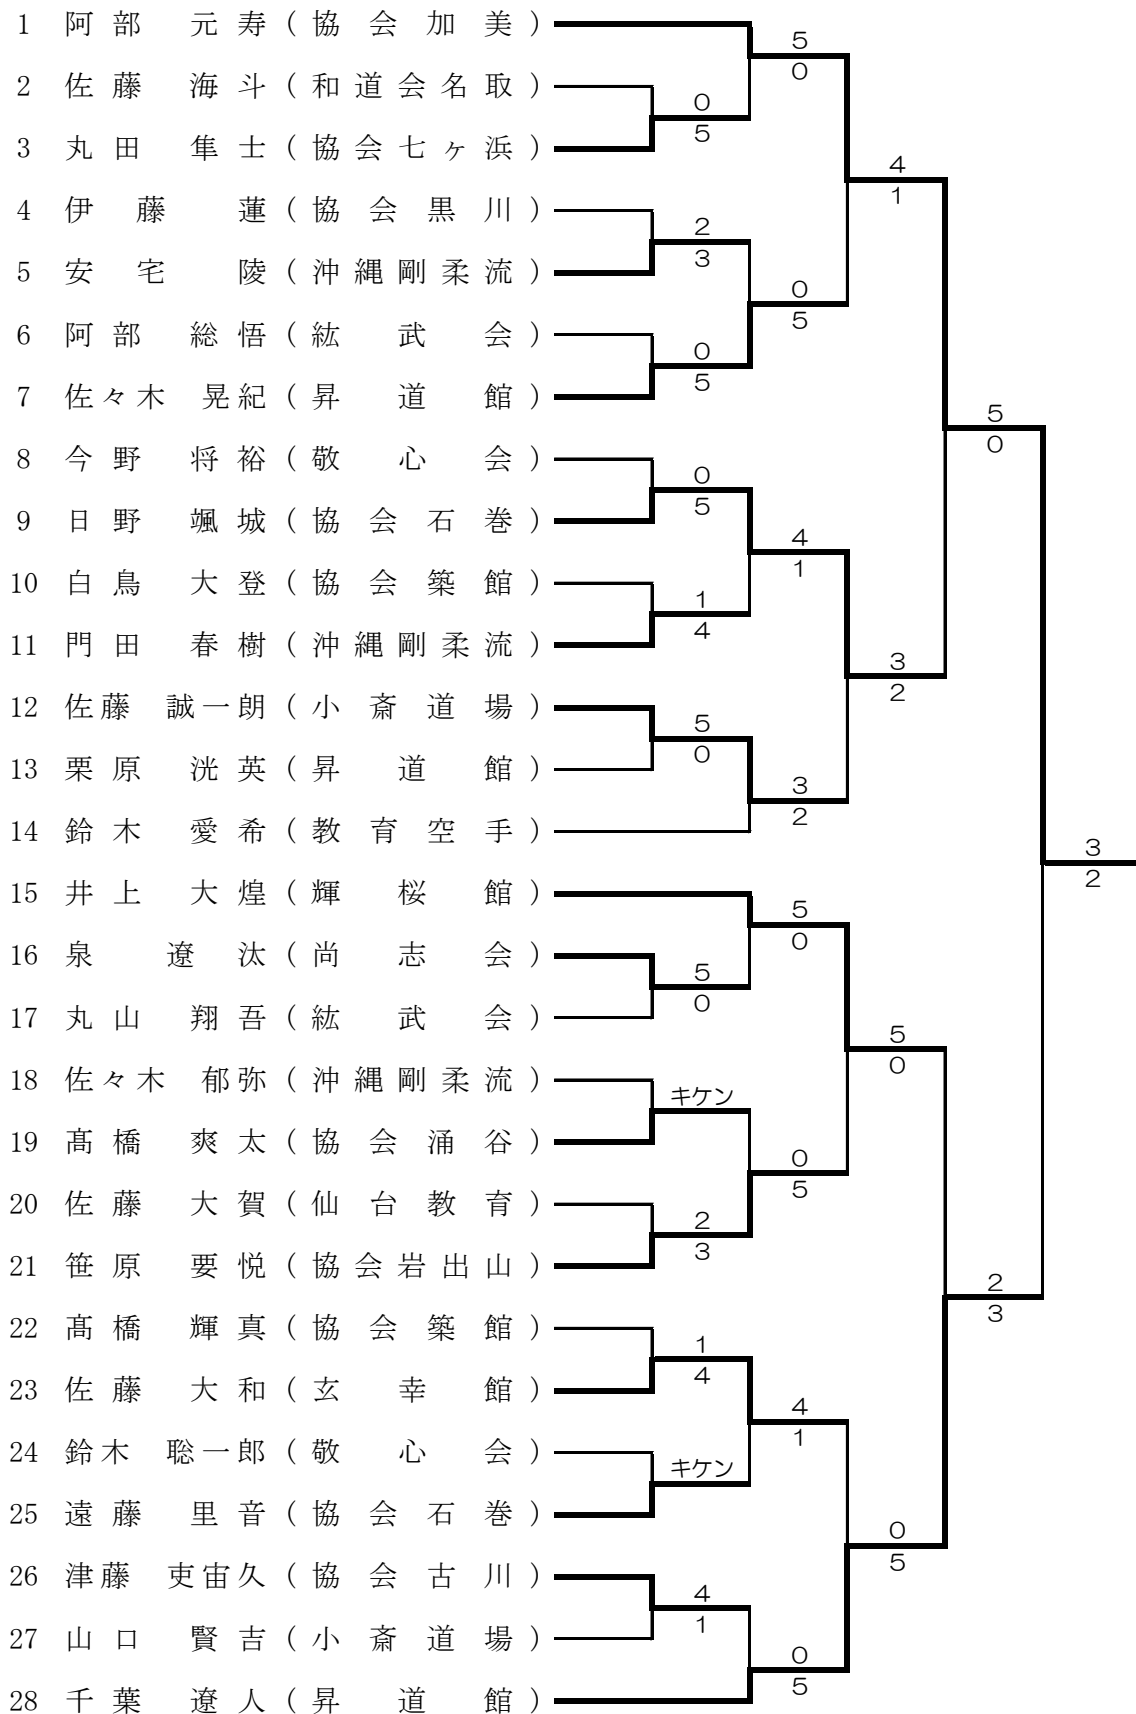 1 阿部 元寿 (協会加美)
5
0
2 佐藤 海斗 (和道会名取)
0
5
3 丸田 隼士 (協会七ヶ浜)
4
1
4 伊藤 蓮 (協会黒川)
2
3
5 安宅 陵 (沖縄剛柔流)
0
5
6 阿部 総悟 (紘武会)
0
5
7 佐々木 晃紀 (昇道館)
5
0
8 今野 将裕 (敬心会)
0
5
9 日野 颯城 (協会石巻)
4
1
10 白鳥 大登 (協会築館)
1
4
11 門田 春樹 (沖縄剛柔流)
3
2
12 佐藤 誠一朗 (小斎道場)
5
0
13 栗原 洸英 (昇道館)
3
2
14 鈴木 愛希 (教育空手)
3
2
15 井上 大煌 (輝桜館)
5
0
16 泉 遼汰 (尚志会)
5
0
17 丸山 翔吾 (紘武会)
5
0
18 佐々木 郁弥 (沖縄剛柔流)
キケン
19 髙橋 爽太 (協会涌谷)
0
5
20 佐藤 大賀 (仙台教育)
2
3
21 笹原 要悦 (協会岩出山)
2
3
22 髙橋 輝真 (協会築館)
1
4
23 佐藤 大和 (玄幸館)
4
1
24 鈴木 聡一郎 (敬心会)
キケン
25 遠藤 里音 (協会石巻)
0
5
26 津藤 吏宙久 (協会古川)
4
1
27 山口 賢吉 (小斎道場)
0
5
28 千葉 遼人 (昇道館)